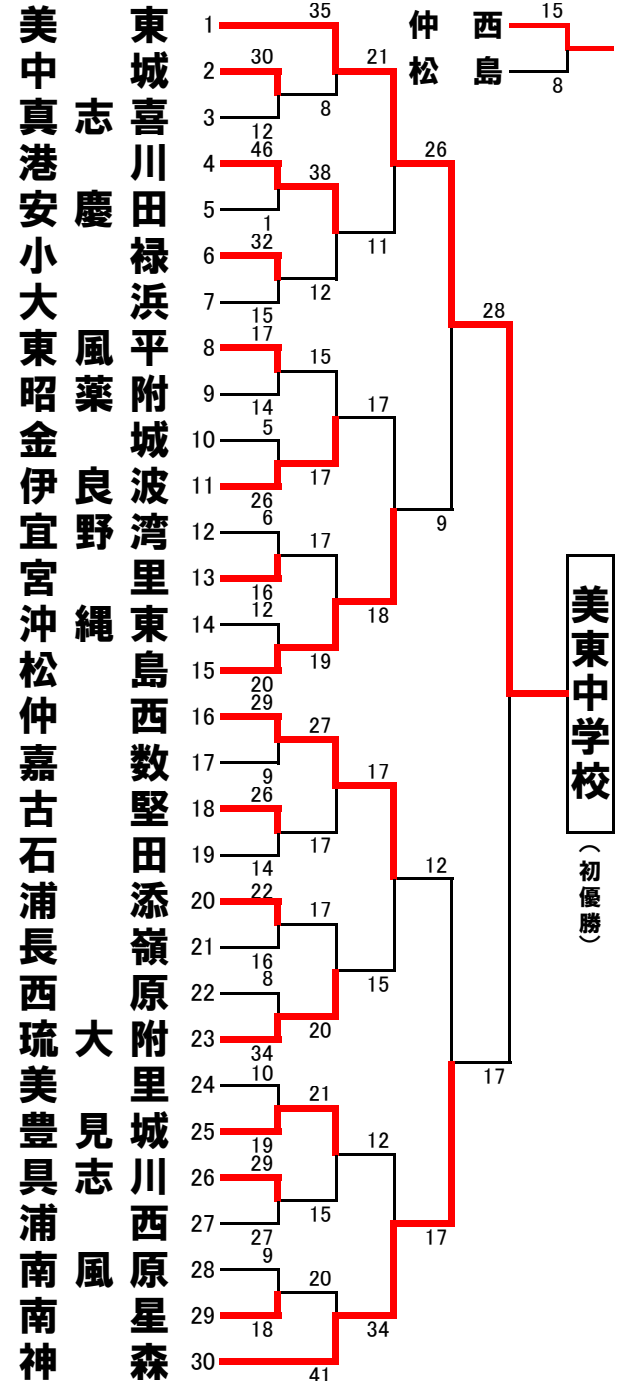 美東 1 35
中城 2 30
真志喜 3 12
港川 4 46
安慶田 5 1
小禄 6 32
大浜 7 15
東風平 8 17
昭薬附 9 14
金城 10 5
伊良波 11 26
宜野湾 12 6
宮里 13 16
沖縄東 14 12
松島 15 20
仲西 16 29
嘉数 17 9
古堅 18 26
石田 19 14
浦添 20 22
長嶺 21 16
西原 22 8
琉大附 23 34
美里 24 10
豊見城 25 19
具志川 26 29
浦西 27 27
南風原 28 9
南星 29 18
神森 30 41
8
38
12
15
17
17
19
27
17
17
20
21
15
20
21
11
17
18
17
15
12
34
26
9
12
17
28
17
美東中学校
(初優勝)
仲西 15
松島 8